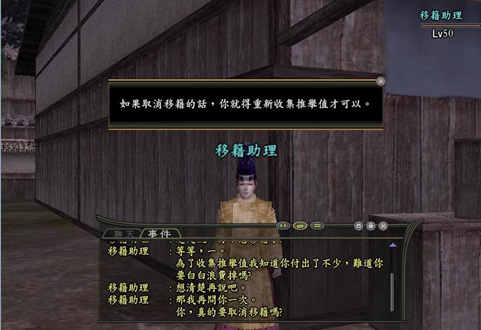 移籍助理
Lv50
如果取消移籍的話，你就得重新收集推舉值才可以。
移籍助理
聊天 事件
移籍助理 ：等等，一。
為了收集推舉值我知道你付出了不少，難道你
要白白浪費掉嗎？
移籍助理 ：想清楚再說吧。
移籍助理 ：那我再問你一次。
你，真的要取消移籍嗎？